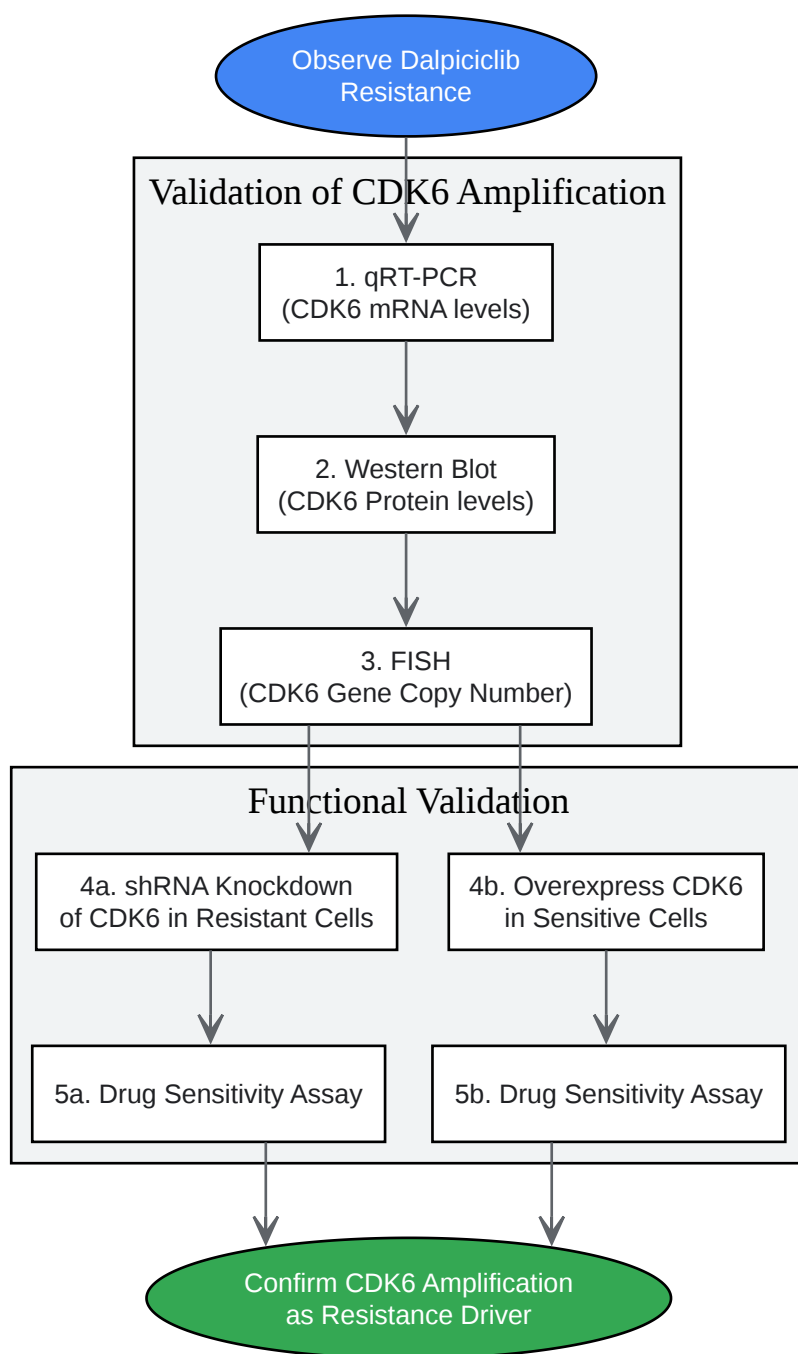 Observe Dalpiciclib
Resistance
Validation of CDK6 Amplification
1. qRT-PCR
(CDK6 mRNA levels)
2. Western Blot
(CDK6 Protein levels)
3. FISH
(CDK6 Gene Copy Number)
Functional Validation
4a. shRNA Knockdown
of CDK6 in Resistant Cells
4b. Overexpress CDK6
in Sensitive Cells
5a. Drug Sensitivity Assay
5b. Drug Sensitivity Assay
Confirm CDK6 Amplification
as Resistance Driver